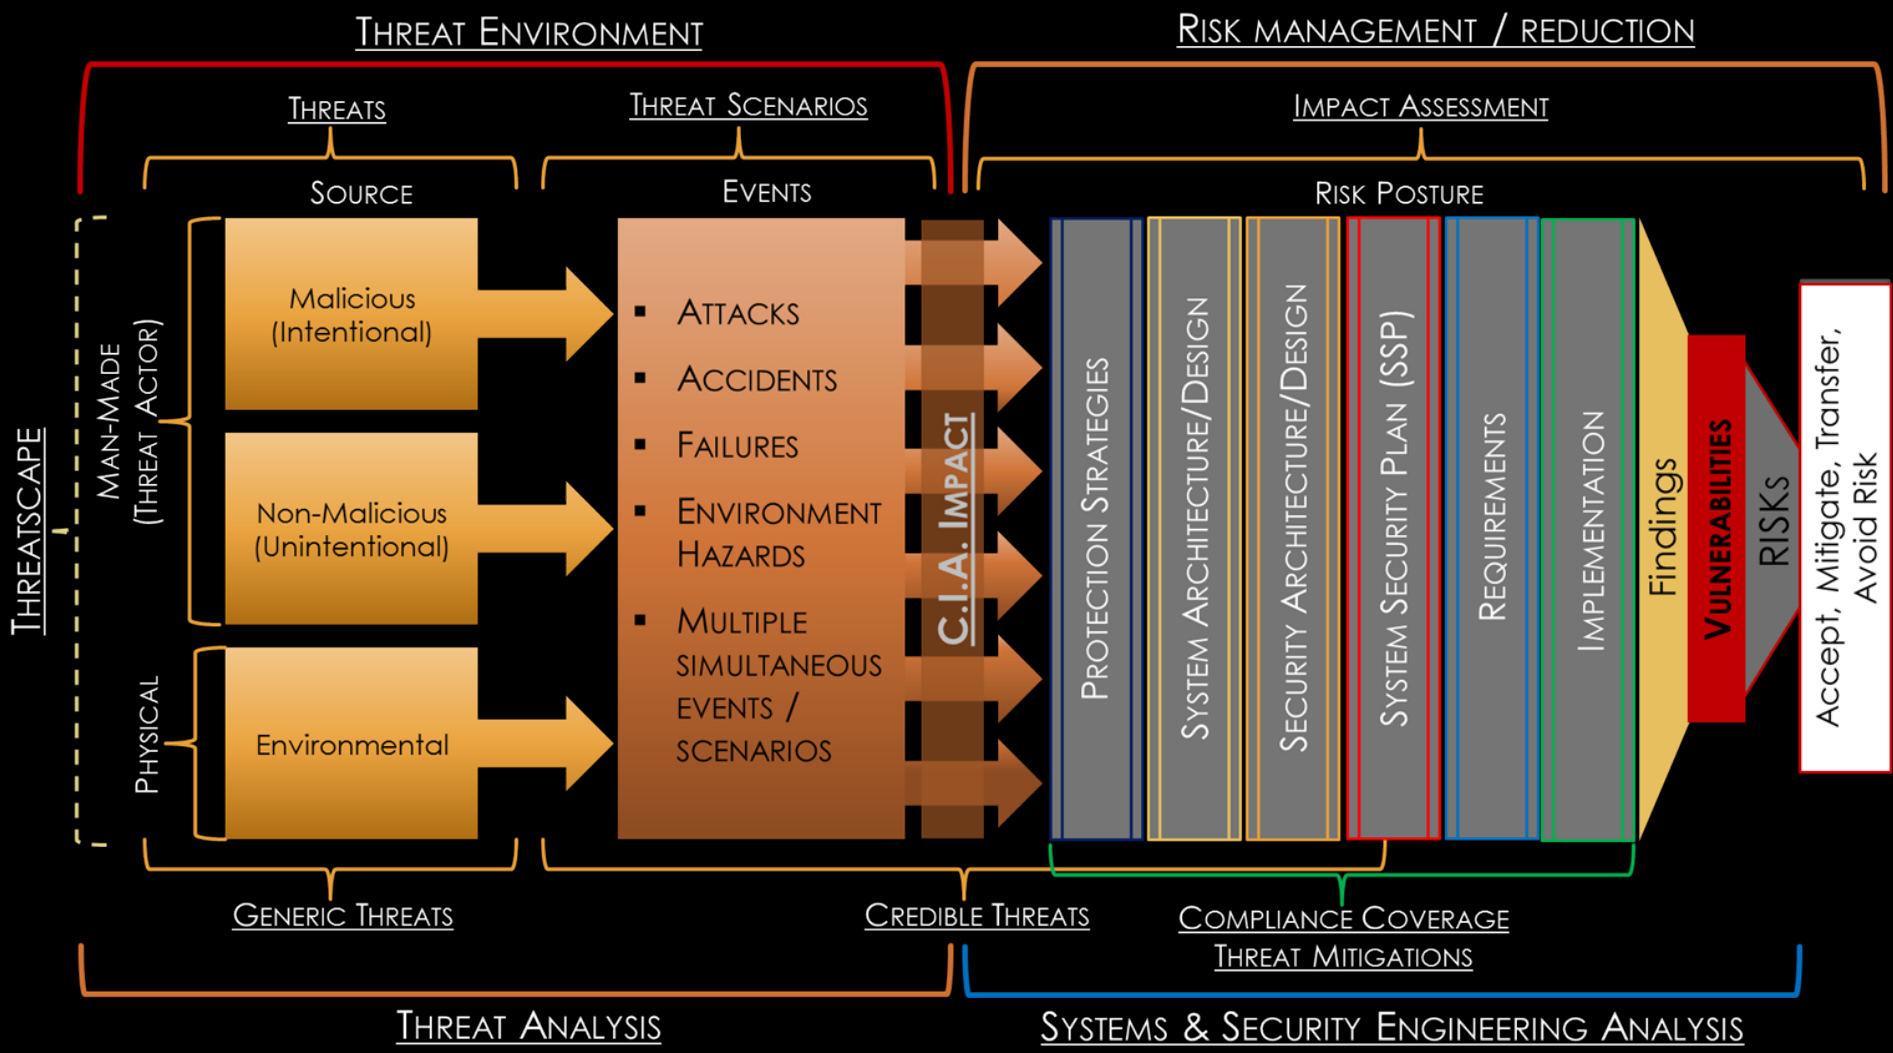 THREAT ENVIRONMENT
RISK MANAGEMENT / REDUCTION
THREATS
THREAT SCENARIOS
IMPACT ASSESSMENT
SOURCE
EVENTS
RISK POSTURE
THREATSCAPE
MAN-MADE
(THREAT ACTOR)
PHYSICAL
Malicious
(Intentional)
Non-Malicious
(Unintentional)
Environmental
▪ ATTACKS
▪ ACCIDENTS
▪ FAILURES
▪ ENVIRONMENT
HAZARDS
▪ MULTIPLE
SIMULTANEOUS
EVENTS /
SCENARIOS
C.I.A. IMPACT
PROTECTION STRATEGIES
SYSTEM ARCHITECTURE/DESIGN
SECURITY ARCHITECTURE/DESIGN
SYSTEM SECURITY PLAN (SSP)
REQUIREMENTS
IMPLEMENTATION
Findings
VULNERABILITIES
RISKs
Accept, Mitigate, Transfer,
Avoid Risk
GENERIC THREATS
CREDIBLE THREATS
COMPLIANCE COVERAGE
THREAT MITIGATIONS
THREAT ANALYSIS
SYSTEMS & SECURITY ENGINEERING ANALYSIS